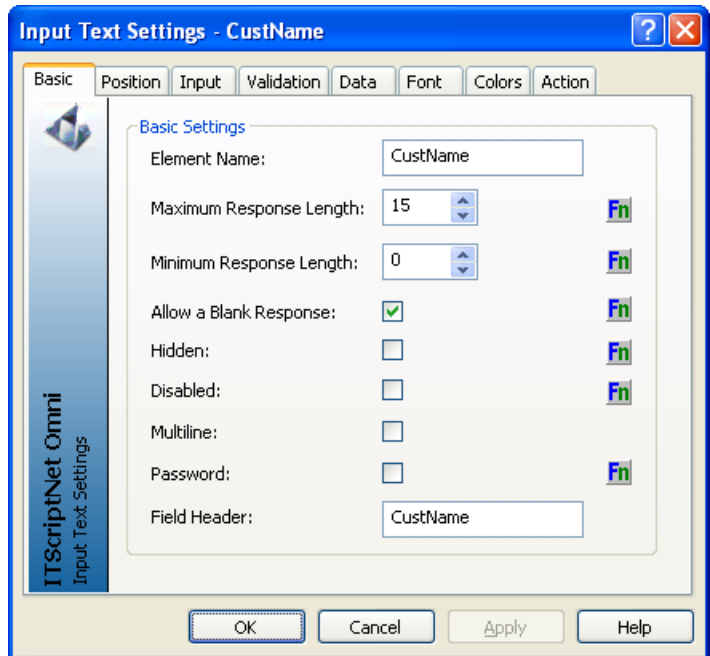 Input Text Settings - CustName
Basic Position Input Validation Data Font Colors Action
Basic Settings
Element Name: CustName
Maximum Response Length: 15 Fn
Minimum Response Length: 0 Fn
Allow a Blank Response: Fn
Hidden: Fn
Disabled: Fn
Multiline:
Password: Fn
Field Header: CustName
ITScriptNet Omni
Input Text Settings
OK Cancel Apply Help